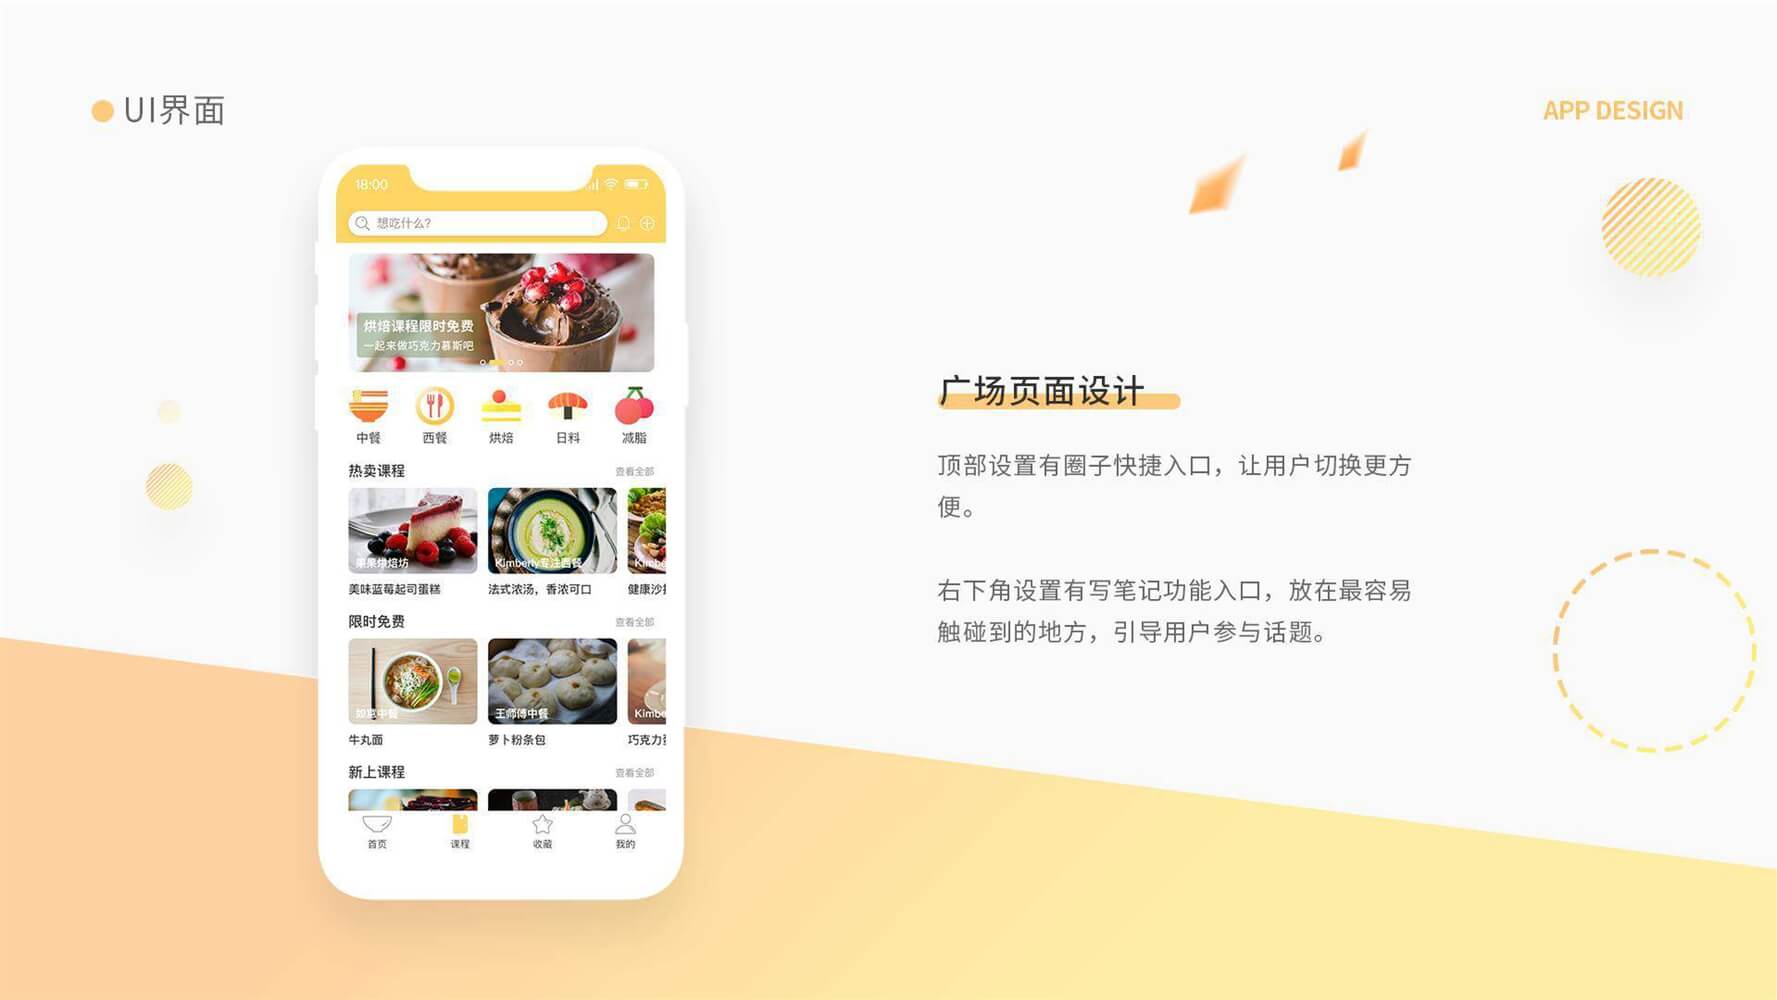 UI界面
APP DESIGN
18:00
想吃什么?
烘焙课程限时免费
一起来做巧克力慕斯吧
中餐 西餐 烘焙 日料 减脂
热卖课程 查看全部
果果烘焙坊 Kimberly专注西餐 Kimbe
美味蓝莓起司蛋糕 法式浓汤，香浓可口 健康沙拉
限时免费 查看全部
王师傅中餐 Kimbe
牛丸面 萝卜粉条包 巧克力
新上课程 查看全部
首页 课程 收藏 我的
广场页面设计
顶部设置有圈子快捷入口，让用户切换更方
便。
右下角设置有写笔记功能入口，放在最容易
触碰到的地方，引导用户参与话题。